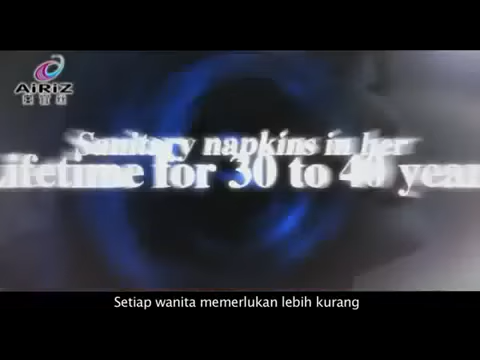 AiRiZ
Sanitary napkins in her
Lifetime for 30 to 40 year
Setiap wanita memerlukan lebih kurang